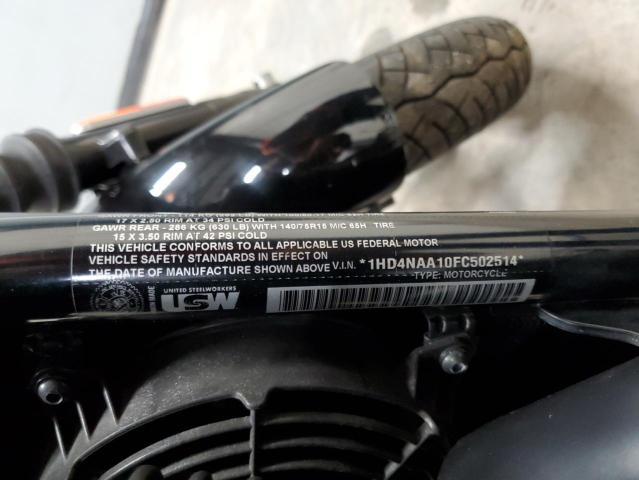 17 X 2.50 RIM AT 34 PSI COLD
GAWR REAR - 286 KG (630 LB) WITH 140/75R15 M/C 65H TIRE
15 X 3.50 RIM AT 42 PSI COLD
THIS VEHICLE CONFORMS TO ALL APPLICABLE US FEDERAL MOTOR
VEHICLE SAFETY STANDARDS IN EFFECT ON
THE DATE OF MANUFACTURE SHOWN ABOVE V.I.N. *1HD4NAA10FC502514*
TYPE: MOTORCYCLE
UNITED STEELWORKERS
USW